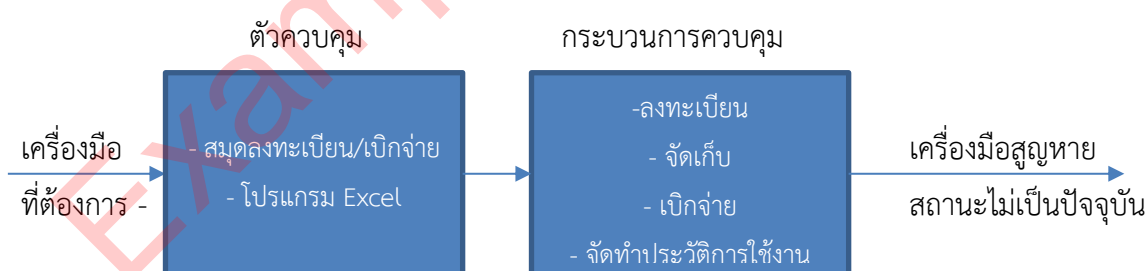 ตัวควบคุม
กระบวนการควบคุม
เครื่องมือ
ที่ต้องการ -
- สมุดลงทะเบียน/เบิกจ่าย
- โปรแกรม Excel
-ลงทะเบียน
- จัดเก็บ
- เบิกจ่าย
- จัดทำประวัติการใช้งาน
เครื่องมือสูญหาย
สถานะไม่เป็นปัจจุบัน
Exam